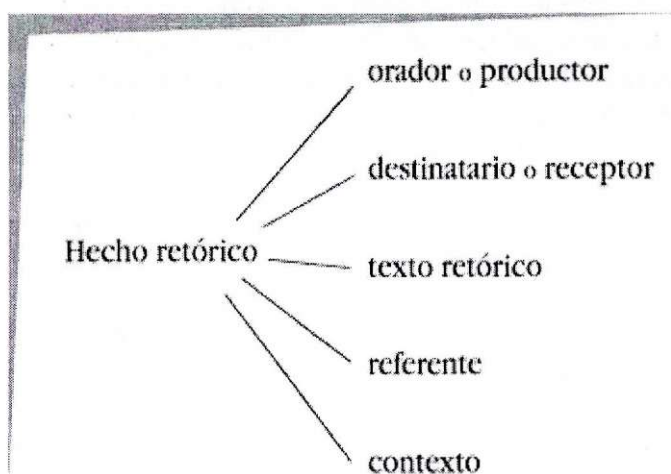 orador o productor
destinatario o receptor
Hecho retórico
texto retórico
referente
contexto